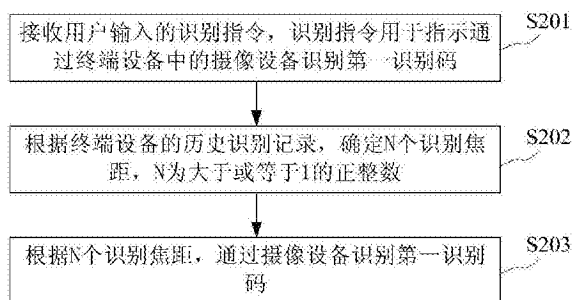 接收用户输入的识别指令，识别指令用于指示通
过终端设备中的摄像设备识别第一识别码
S201
根据终端设备的历史识别记录，确定N个识别焦
距，N为大于或等于1的正整数
S202
根据N个识别焦距，通过摄像设备识别第一识别
码
S203